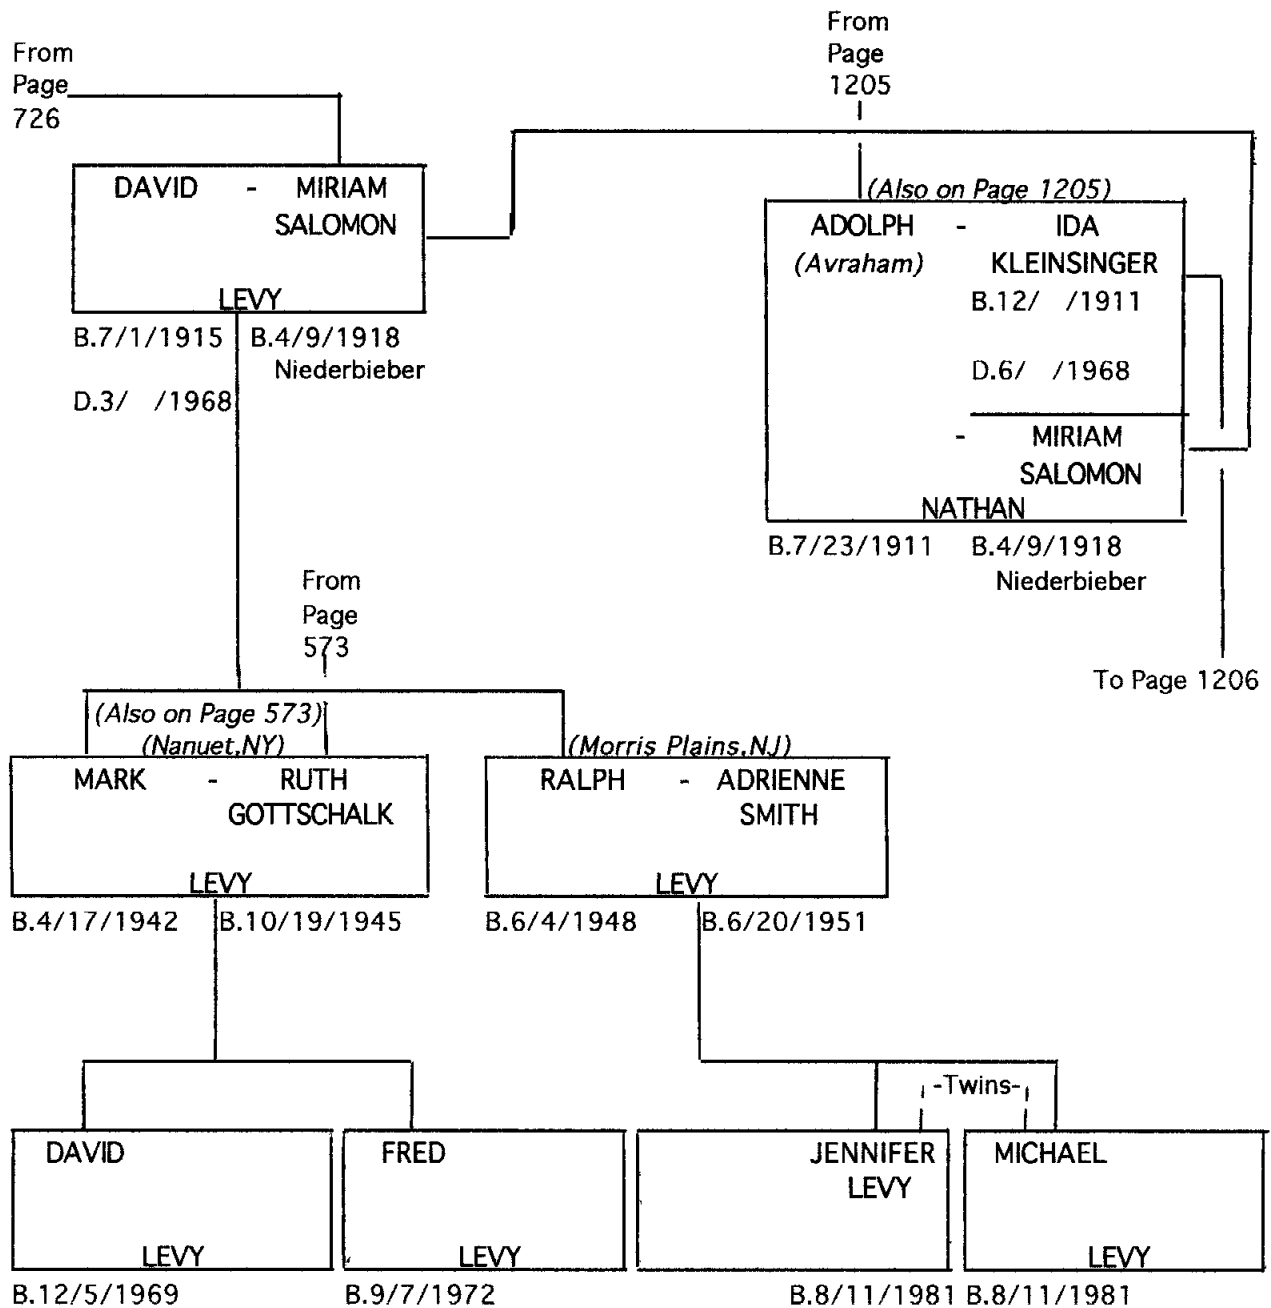 From
Page
726
From
Page
1205
DAVID - MIRIAM
SALOMON
LEVY
B.7/1/1915 B.4/9/1918
Niederbieber
D.3/ /1968
(Also on Page 1205)
ADOLPH - IDA
(Avraham) KLEINSINGER
B.12/ /1911
D.6/ /1968
- MIRIAM
SALOMON
NATHAN
B.7/23/1911 B.4/9/1918
Niederbieber
To Page 1206
From
Page
573
(Also on Page 573)
(Nanuet,NY)
MARK - RUTH
GOTTSCHALK
LEVY
B.4/17/1942 B.10/19/1945
(Morris Plains,NJ)
RALPH - ADRIENNE
SMITH
LEVY
B.6/4/1948 B.6/20/1951
-Twins-
DAVID
LEVY
B.12/5/1969
FRED
LEVY
B.9/7/1972
JENNIFER
LEVY
B.8/11/1981
MICHAEL
LEVY
B.8/11/1981